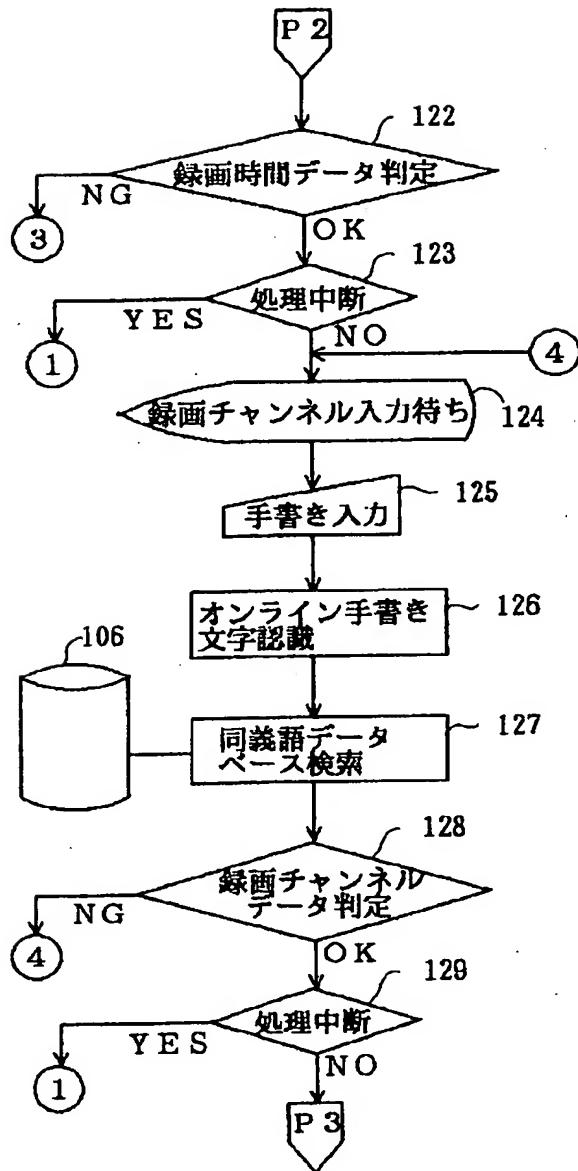 P2
122
録画時間データ判定
NG
OK
3
123
処理中断
YES
NO
1
4
録画チャンネル入力待ち
124
125
手書き入力
オンライン手書き
文字認識
126
106
同義語データ
ベース検索
127
128
録画チャンネル
データ判定
NG
OK
4
129
処理中断
YES
NO
1
P3